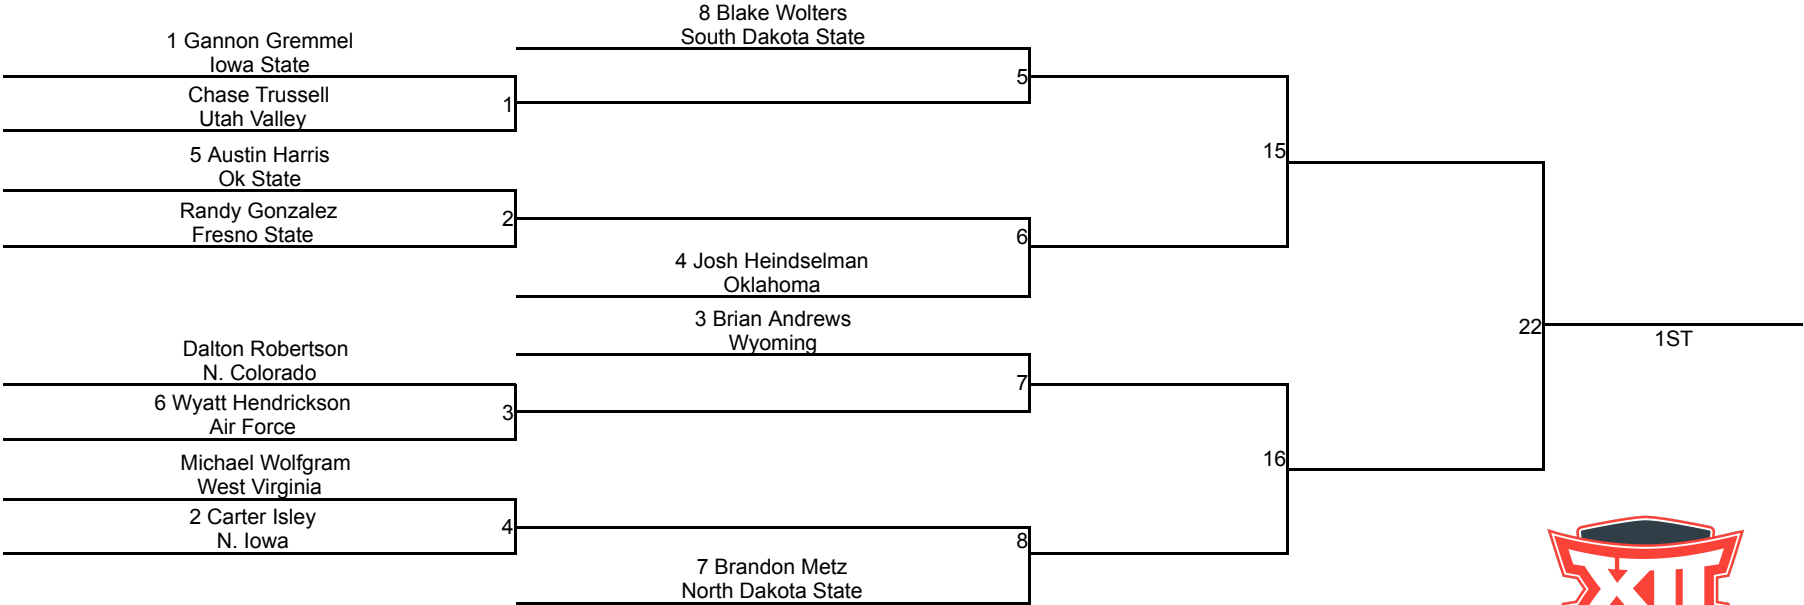 8 Blake Wolters
South Dakota State
1 Gannon Gremmel
Iowa State
5
Chase Trussell
1
Utah Valley
5 Austin Harris
15
Ok State
Randy Gonzalez
2
Fresno State
6
4 Josh Heindselman
Oklahoma
3 Brian Andrews
22
Wyoming
1ST
Dalton Robertson
N. Colorado
7
6 Wyatt Hendrickson
3
Air Force
Michael Wolfgram
16
West Virginia
2 Carter Isley
4
N. Iowa
8
7 Brandon Metz
North Dakota State
XII